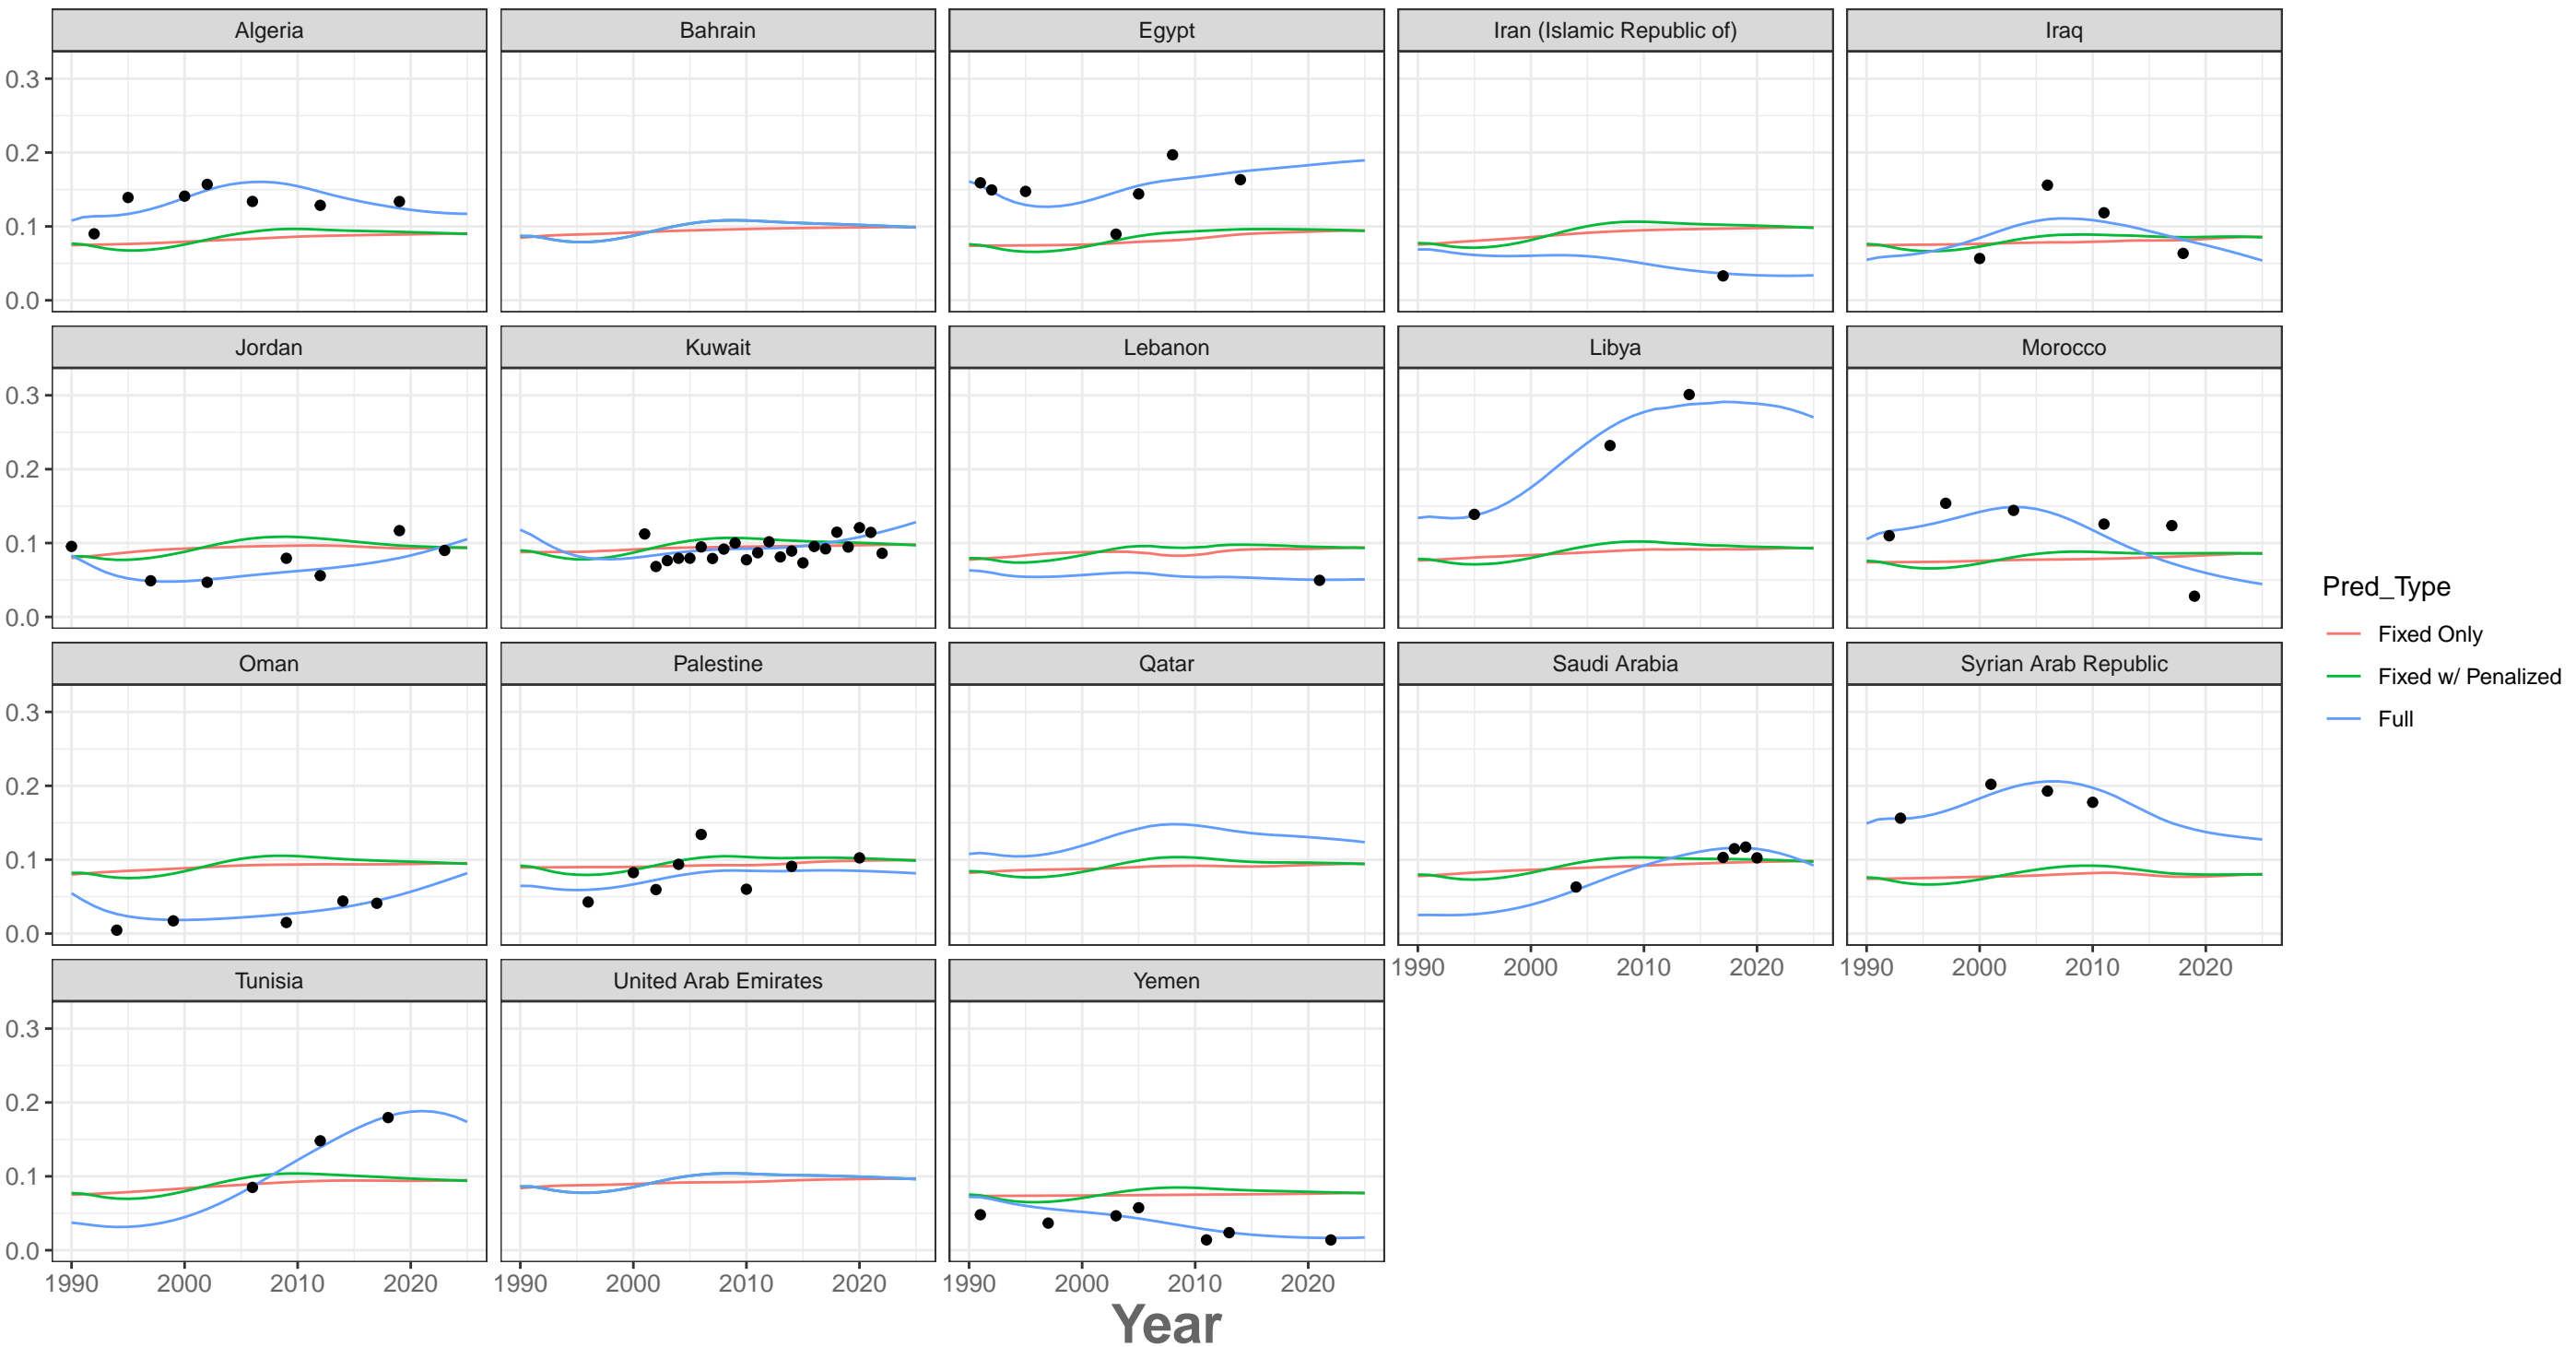 Algeria Bahrain Egypt Iran (Islamic Republic of) Iraq
0.3
0.2
0.1
0.0
Jordan Kuwait Lebanon Libya Morocco
0.3
0.2
0.1
0.0
Oman Palestine Qatar Saudi Arabia Syrian Arab Republic
0.3
0.2
0.1
0.0
1990 2000 2010 2020 1990 2000 2010 2020
Tunisia United Arab Emirates Yemen
0.3
0.2
0.1
0.0
1990 2000 2010 2020 1990 2000 2010 2020 1990 2000 2010 2020
Year
Pred_Type
Fixed Only
Fixed w/ Penalized
Full